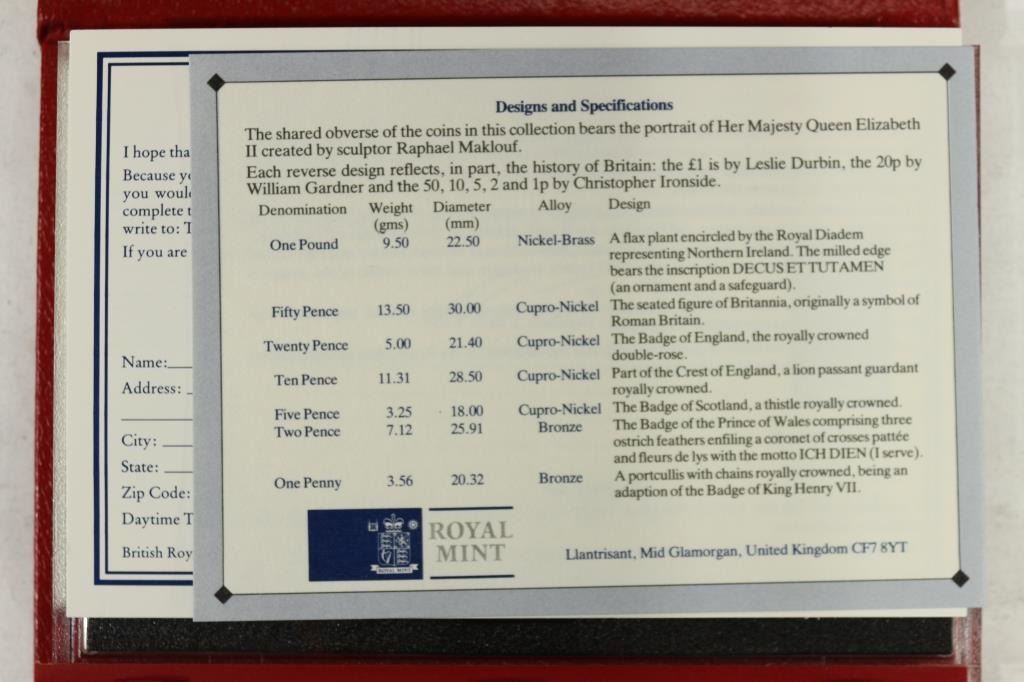 Designs and Specifications
The shared obverse of the coins in this collection bears the portrait of Her Majesty Queen Elizabeth
II created by sculptor Raphael Maklouf.
Each reverse design reflects, in part, the history of Britain: the £1 is by Leslie Durbin, the 20p by
William Gardner and the 50, 10, 5, 2 and 1p by Christopher Ironside.
Denomination Weight Diameter Alloy Design
(gms) (mm)
One Pound 9.50 22.50 Nickel-Brass A flax plant encircled by the Royal Diadem
representing Northern Ireland. The milled edge
bears the inscription DECUS ET TUTAMEN
(an ornament and a safeguard).
Fifty Pence 13.50 30.00 Cupro-Nickel The seated figure of Britannia, originally a symbol of
Roman Britain.
Twenty Pence 5.00 21.40 Cupro-Nickel The Badge of England, the royally crowned
double-rose.
Ten Pence 11.31 28.50 Cupro-Nickel Part of the Crest of England, a lion passant guardant
royally crowned.
Five Pence 3.25 18.00 Cupro-Nickel The Badge of Scotland, a thistle royally crowned.
Two Pence 7.12 25.91 Bronze The Badge of the Prince of Wales comprising three
ostrich feathers enfiling a coronet of crosses pattée
and fleurs de lys with the motto ICH DIEN (I serve).
One Penny 3.56 20.32 Bronze A portcullis with chains royally crowned, being an
adaption of the Badge of King Henry VII.
ROYAL MINT
ROYAL
MINT
Llantrisant, Mid Glamorgan, United Kingdom CF7 8YT
I hope tha
Because yo
you would
complete t
write to: T
If you are
Name:
Address:
City:
State:
Zip Code:
Daytime T
British Roy